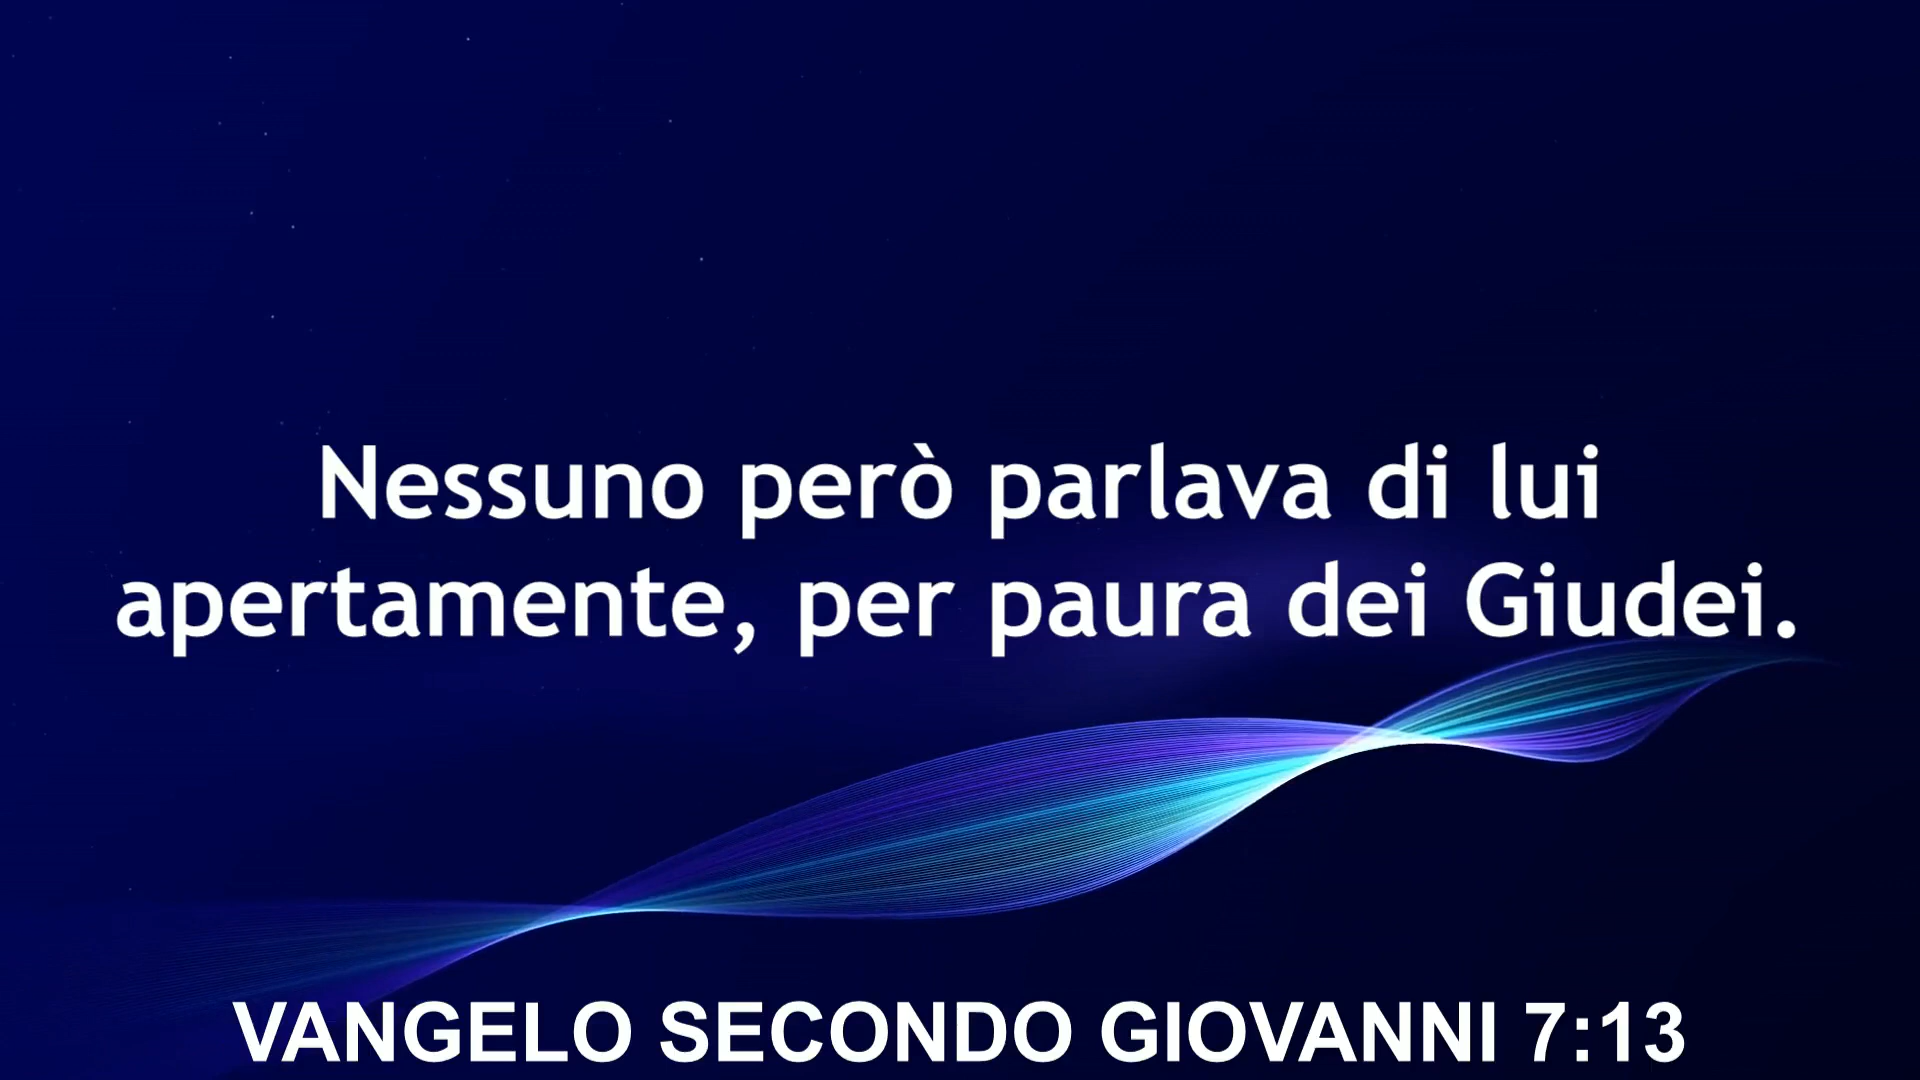 Nessuno però parlava di lui
apertamente, per paura dei Giudei.
VANGELO SECONDO GIOVANNI 7:13